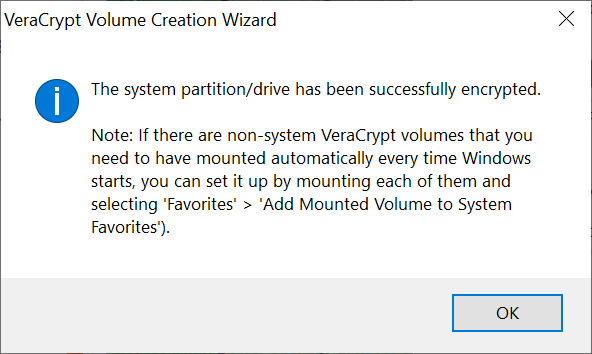 VeraCrypt Volume Creation Wizard
The system partition/drive has been successfully encrypted.
Note: If there are non-system VeraCrypt volumes that you
need to have mounted automatically every time Windows
starts, you can set it up by mounting each of them and
selecting 'Favorites' > 'Add Mounted Volume to System
Favorites').
OK